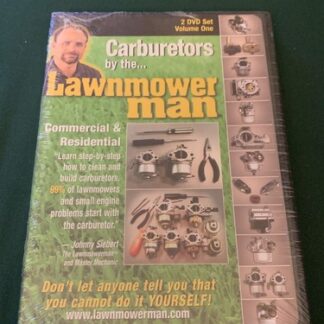 2 DVD Set
Volume One
Carburetors
by the...
Lawnmower
man
Commercial &
Residential
"Learn step-by-step
how to clean and
build carburetors.
99% of lawnmowers
and small engine
problems start with
the carburetor."
— Johnny Siebert
The Lawnmowerman—
and Master Mechanic
Don't let anyone tell you that
you cannot do it YOURSELF!
www.lawnmowerman.com